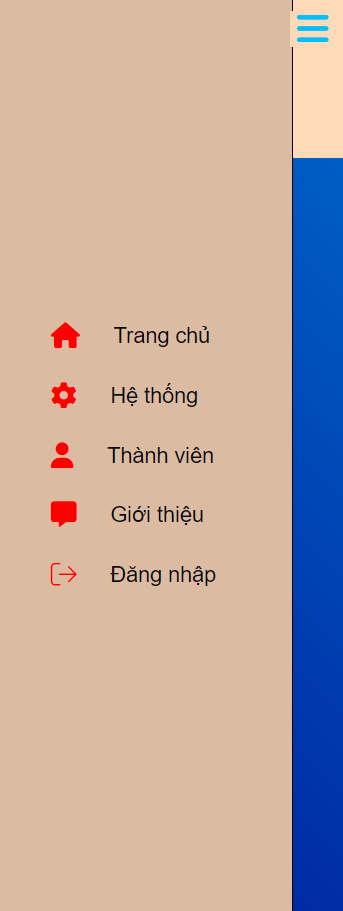 Trang chủ
Hệ thống
Thành viên
Giới thiệu
Đăng nhập